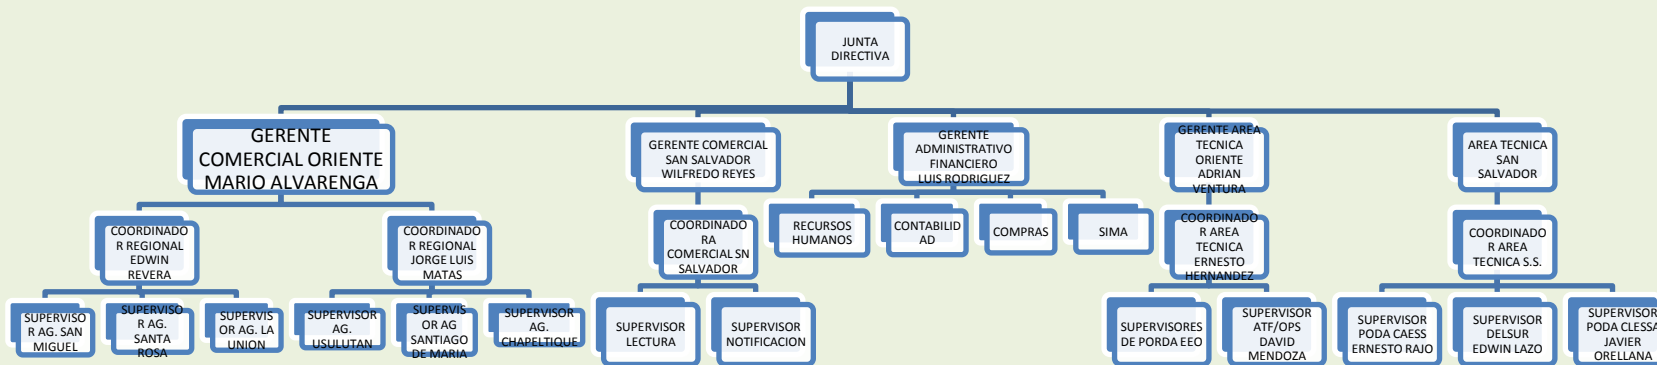 JUNTA
DIRECTIVA
GERENTE
COMERCIAL ORIENTE
MARIO ALVARENGA
GERENTE COMERCIAL
SAN SALVADOR
WILFREDO REYES
GERENTE
ADMINISTRATIVO
FINANCIERO
LUIS RODRIGUEZ
GERENTE AREA
TECNICA
ORIENTE
ADRIAN
VENTURA
AREA TECNICA
SAN
SALVADOR
COORDINADO
R REGIONAL
EDWIN
REVERA
COORDINADO
R REGIONAL
JORGE LUIS
MATAS
COORDINADO
RA
COMERCIAL SN
SALVADOR
RECURSOS
HUMANOS
CONTABILID
AD
COMPRAS
SIMA
COORDINADO
R AREA
TECNICA
ERNESTO
HERNANDEZ
COORDINADO
R AREA
TECNICA S.S.
SUPERVISO
R AG. SAN
MIGUEL
SUPERVISO
R AG.
SANTA
ROSA
SUPERVIS
OR AG. LA
UNION
SUPERVISOR
AG.
USULUTAN
SUPERVIS
OR AG
SANTIAGO
DE MARIA
SUPERVISOR
AG.
CHAPELTIQUE
SUPERVISOR
LECTURA
SUPERVISOR
NOTIFICACION
SUPERVISORES
DE PORDA EEO
SUPERVISOR
ATF/OPS
DAVID
MENDOZA
SUPERVISOR
PODA CAESS
ERNESTO RAJO
SUPERVISOR
DELSUR
EDWIN LAZO
SUPERVISOR
PODA CLESSA
JAVIER
ORELLANA